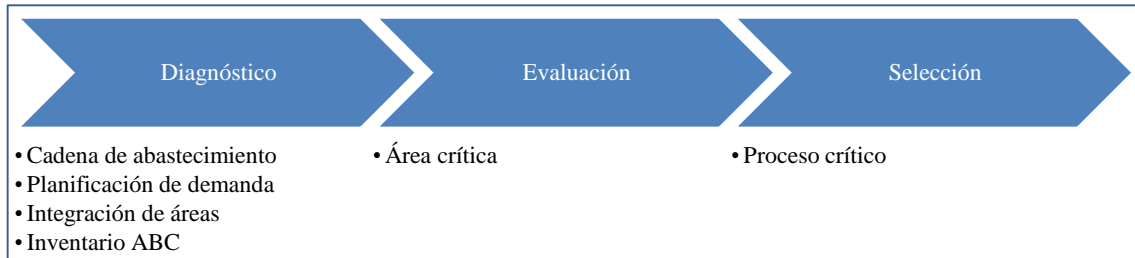 Diagnóstico
Evaluación
Selección
• Cadena de abastecimiento
• Planificación de demanda
• Integración de áreas
• Inventario ABC
• Área crítica
• Proceso crítico